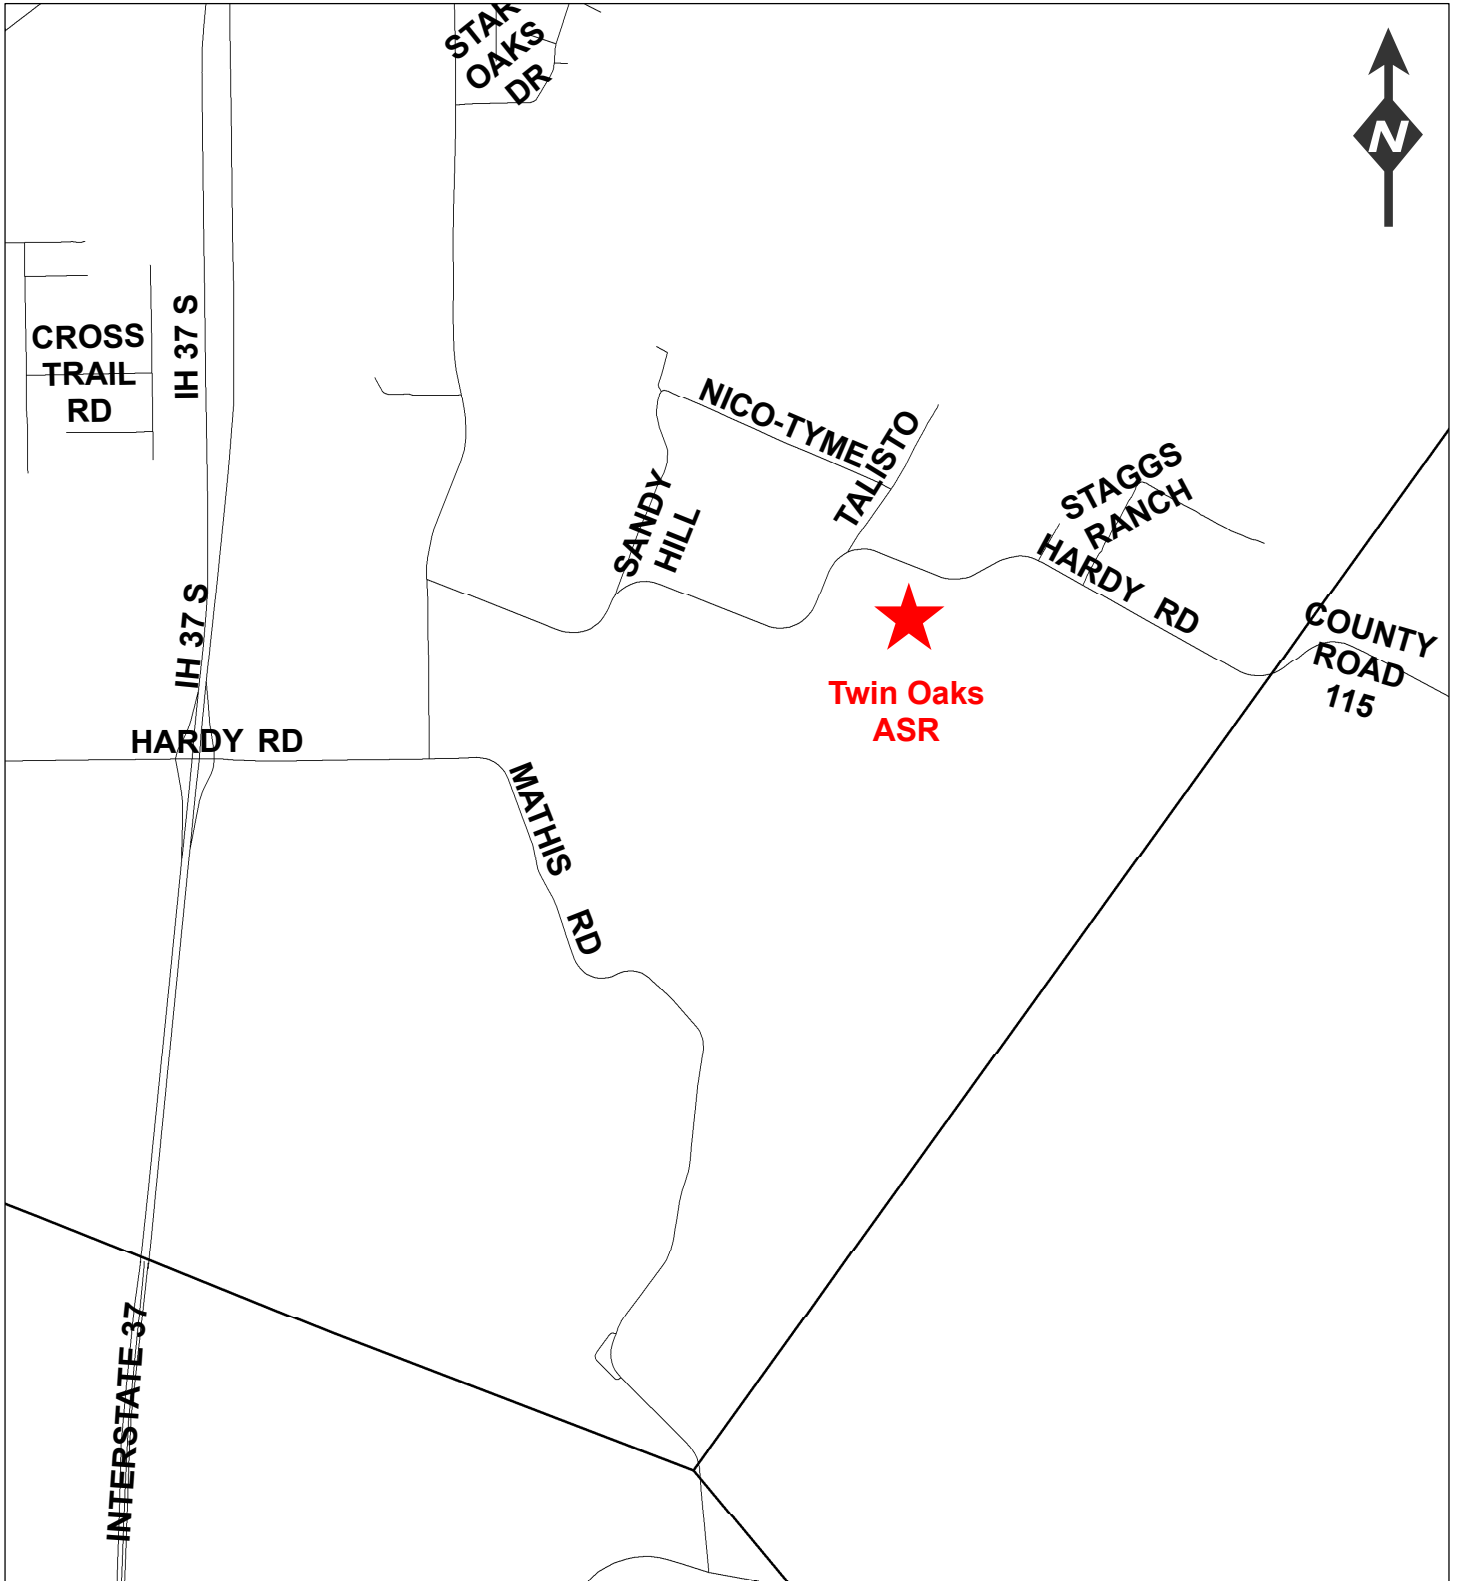 STAR
OAKS
DR
N
CROSS
TRAIL
RD
IH 37 S
NICO-TYME
TALISTO
SANDY
HILL
STAGGS
RANCH
HARDY RD
IH 37 S
COUNTY
ROAD
115
Twin Oaks
ASR
HARDY RD
MATHIS RD
INTERSTATE 37